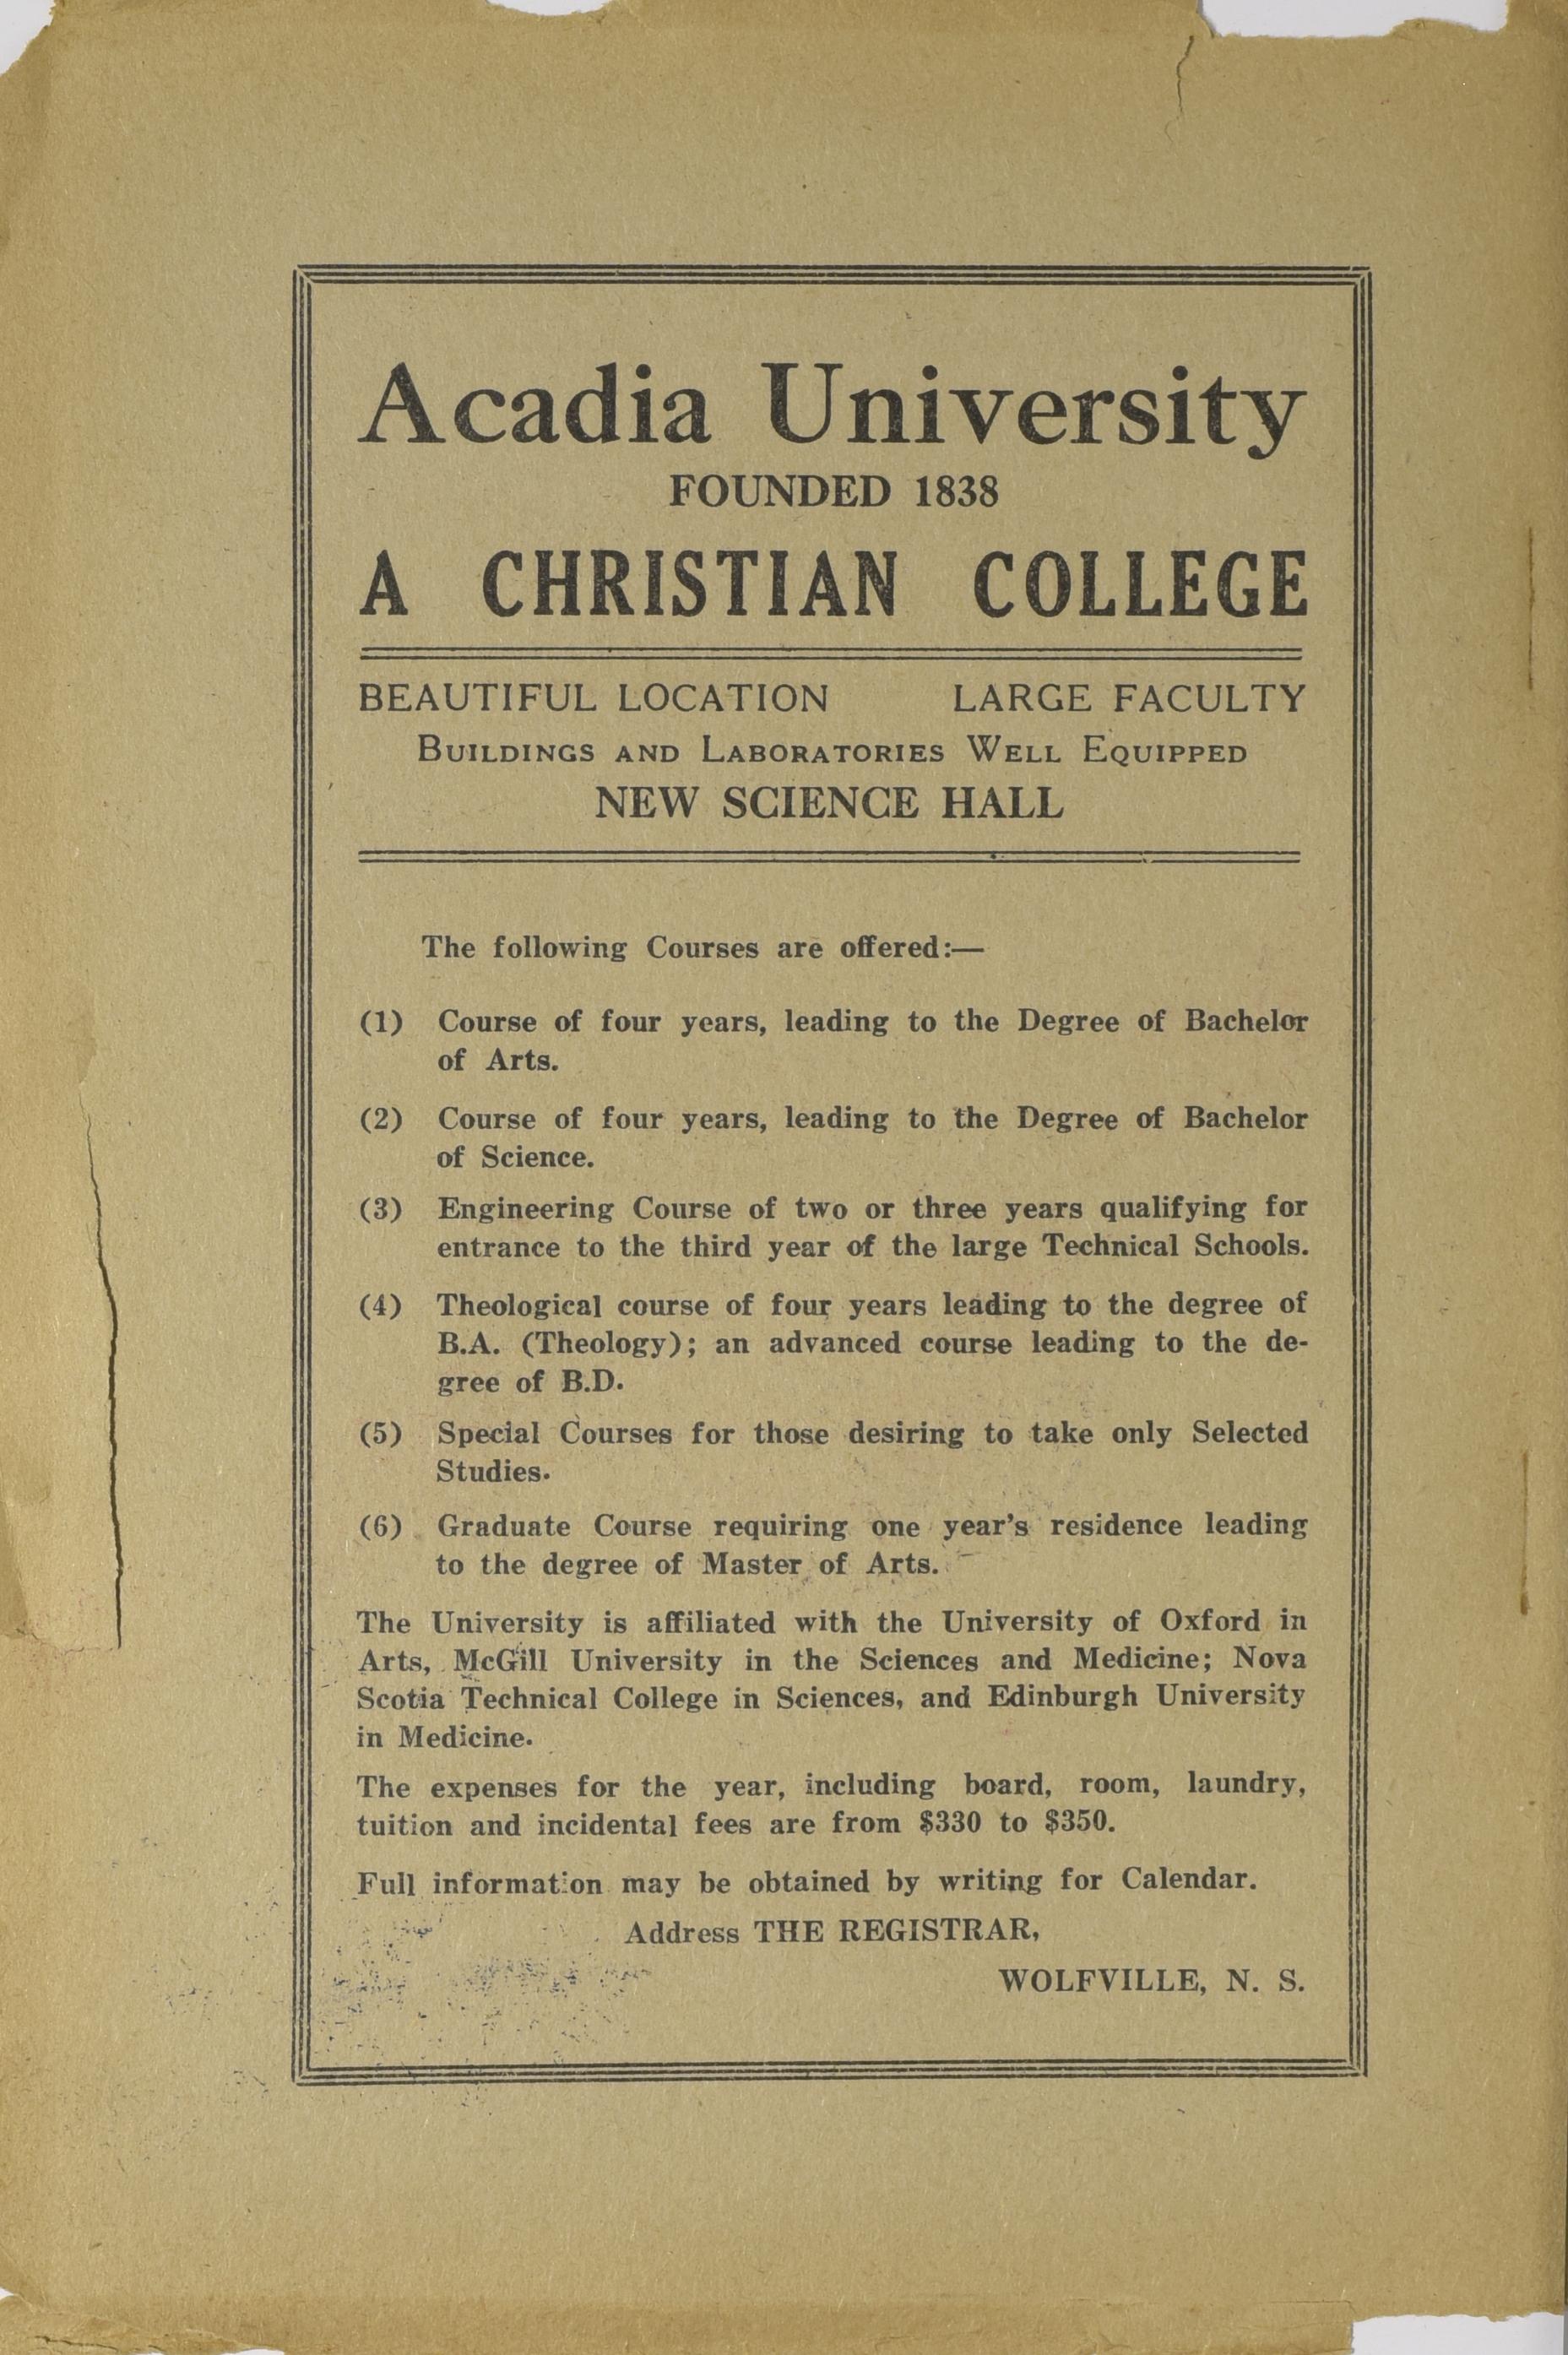 Acadia University
FOUNDED 1838
A CHRISTIAN COLLEGE
BEAUTIFUL LOCATION LARGE FACULTY
BUILDINGS AND LABORATORIES WELL EQUIPPED
NEW SCIENCE HALL
The following Courses are offered:—
(1) Course of four years, leading to the Degree of Bachelor
of Arts.
(2) Course of four years, leading to the Degree of Bachelor
of Science.
(3) Engineering Course of two or three years qualifying for
entrance to the third year of the large Technical Schools.
(4) Theological course of four years leading to the degree of
B.A. (Theology); an advanced course leading to the de-
gree of B.D.
(5) Special Courses for those desiring to take only Selected
Studies.
(6) Graduate Course requiring one year's residence leading
to the degree of Master of Arts.
The University is affiliated with the University of Oxford in
Arts, McGill University in the Sciences and Medicine; Nova
Scotia Technical College in Sciences, and Edinburgh University
in Medicine.
The expenses for the year, including board, room, laundry,
tuition and incidental fees are from $330 to $350.
Full information may be obtained by writing for Calendar.
Address THE REGISTRAR,
WOLFVILLE, N. S.